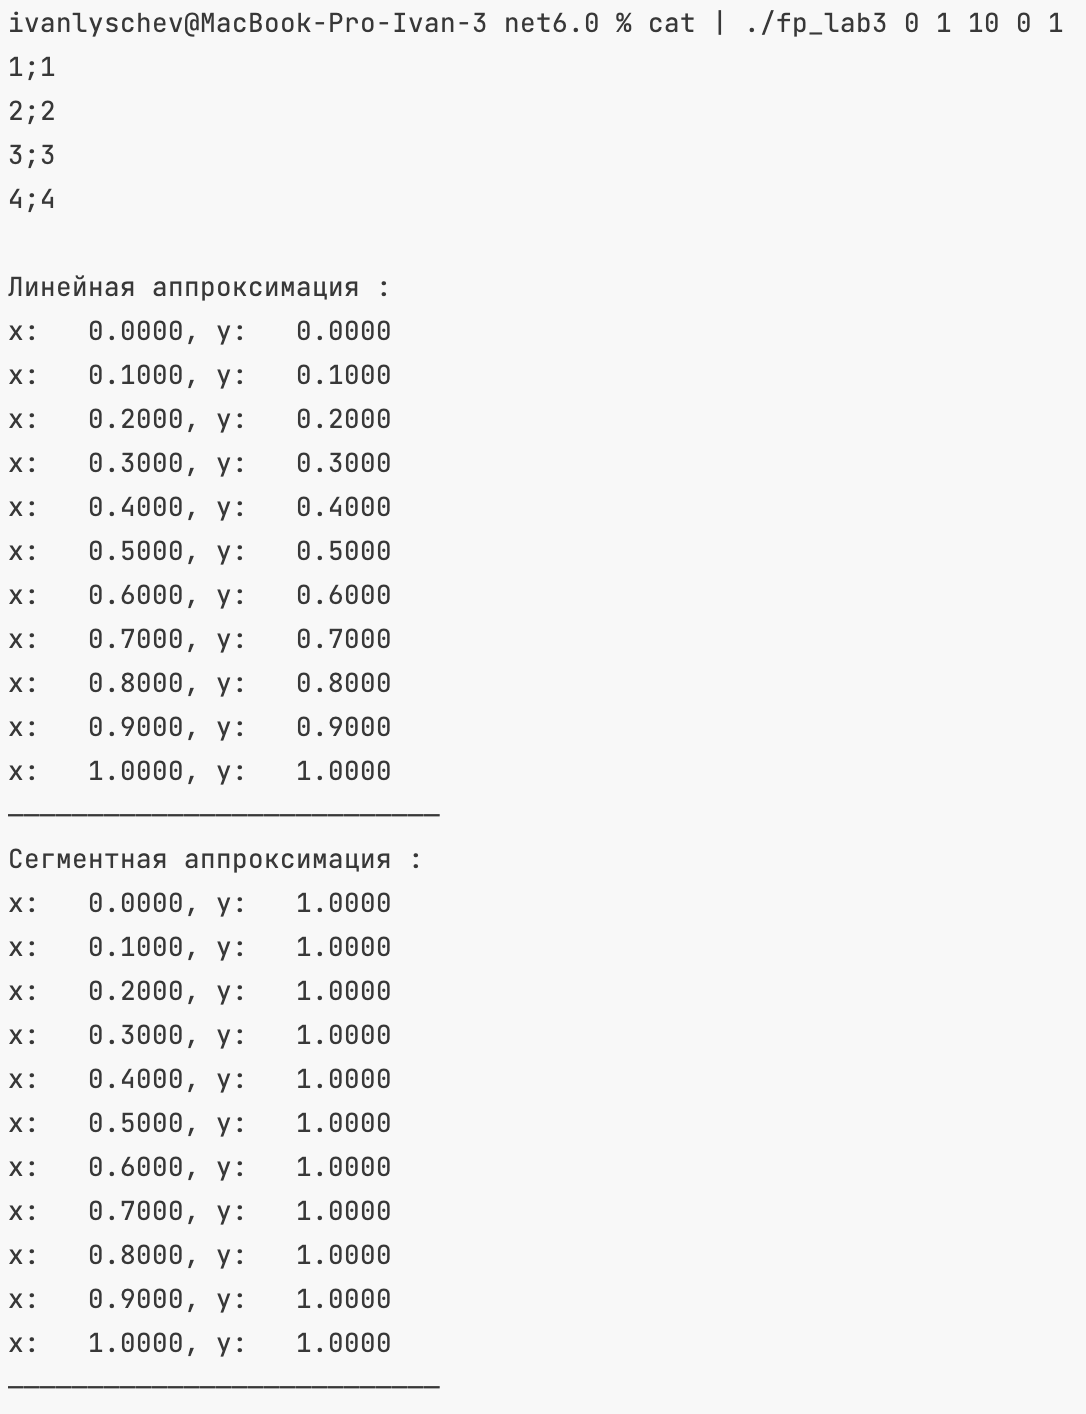 ivanlyschev@MacBook-Pro-Ivan-3 net6.0 % cat | ./fp_lab3 0 1 10 0 1
1;1
2;2
3;3
4;4

Линейная аппроксимация :
x:   0.0000, y:   0.0000
x:   0.1000, y:   0.1000
x:   0.2000, y:   0.2000
x:   0.3000, y:   0.3000
x:   0.4000, y:   0.4000
x:   0.5000, y:   0.5000
x:   0.6000, y:   0.6000
x:   0.7000, y:   0.7000
x:   0.8000, y:   0.8000
x:   0.9000, y:   0.9000
x:   1.0000, y:   1.0000
———————————————————————————
Сегментная аппроксимация :
x:   0.0000, y:   1.0000
x:   0.1000, y:   1.0000
x:   0.2000, y:   1.0000
x:   0.3000, y:   1.0000
x:   0.4000, y:   1.0000
x:   0.5000, y:   1.0000
x:   0.6000, y:   1.0000
x:   0.7000, y:   1.0000
x:   0.8000, y:   1.0000
x:   0.9000, y:   1.0000
x:   1.0000, y:   1.0000
———————————————————————————